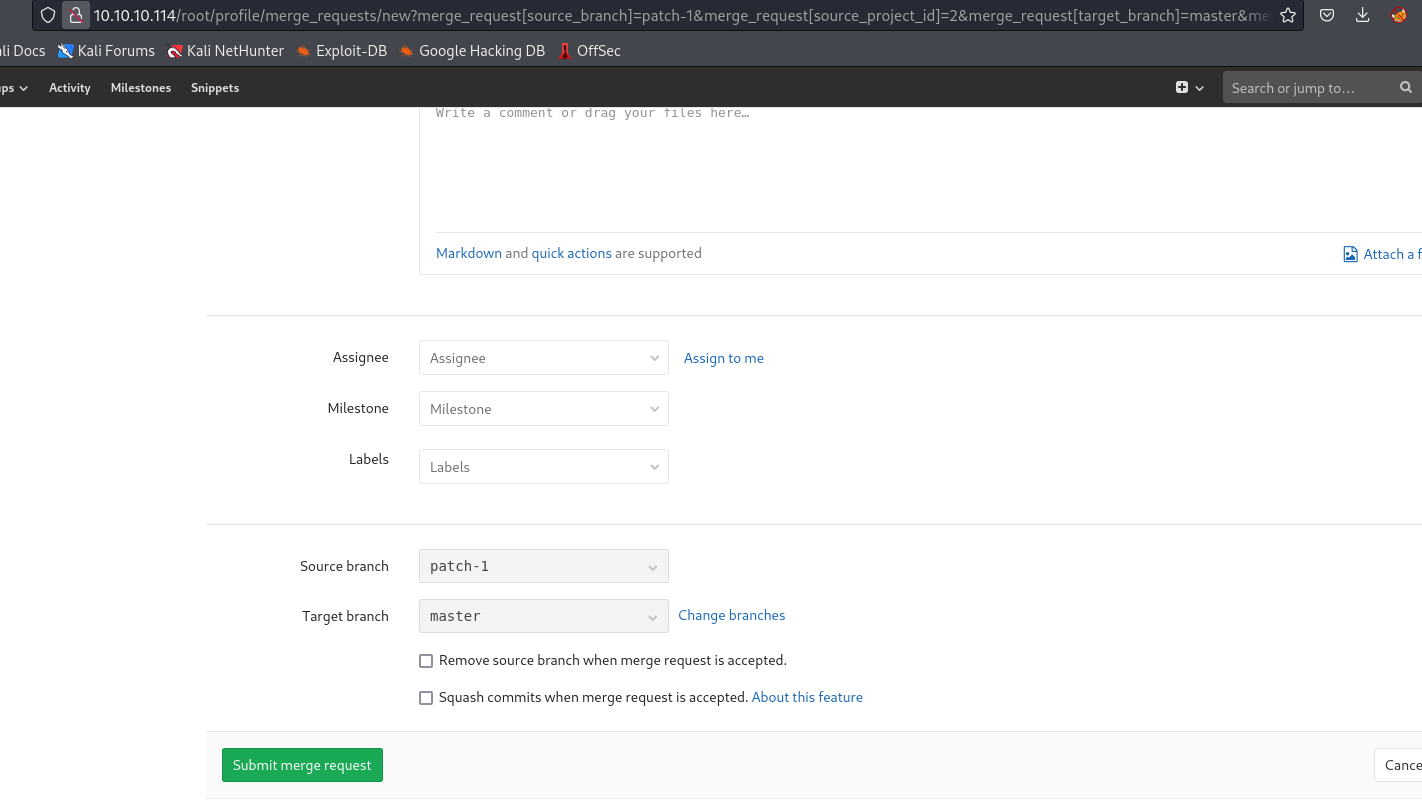 10.10.10.114/root/profile/merge_requests/new?merge_request[source_branch]=patch-1&merge_request[source_project_id]=2&merge_request[target_branch]=master&me
li Docs Kali Forums Kali NetHunter Exploit-DB Google Hacking DB OffSec
ps Activity Milestones Snippets Search or jump to…
Write a comment or drag your files here…
Markdown and quick actions are supported Attach a f
Assignee Assignee Assign to me
Milestone Milestone
Labels Labels
Source branch patch-1
Target branch master Change branches
Remove source branch when merge request is accepted.
Squash commits when merge request is accepted. About this feature
Submit merge request Cance